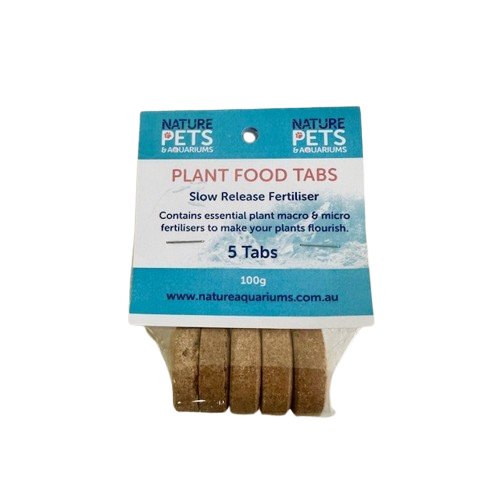 NATURE
PETS
& AQUARIUMS
NATURE
PETS
& AQUARIUMS
PLANT FOOD TABS
Slow Release Fertiliser
Contains essential plant macro & micro
fertilisers to make your plants flourish.
5 Tabs
100g
www.natureaquariums.com.au